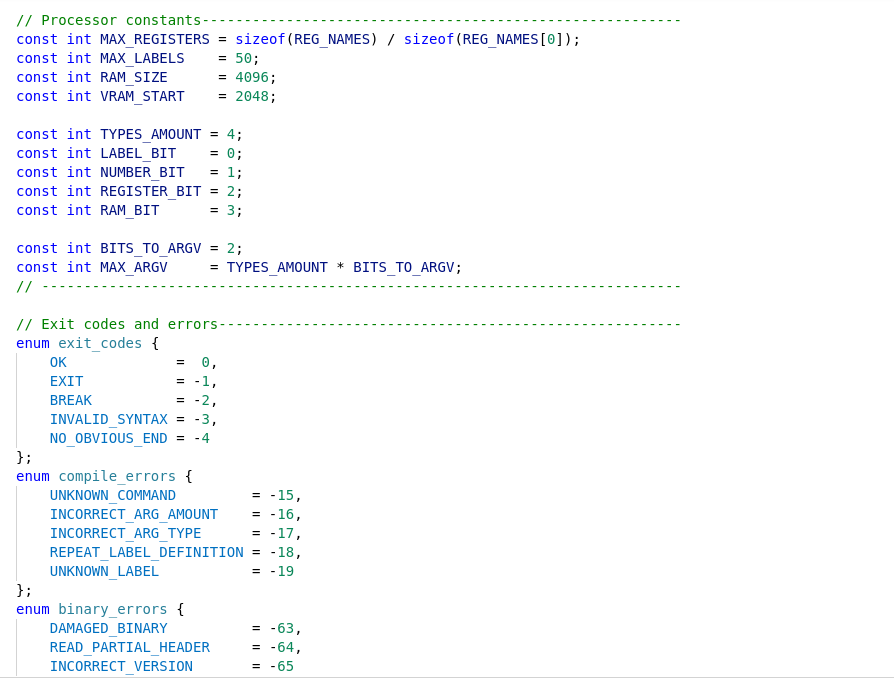 // Processor constants---------------------------------------------------------
const int MAX_REGISTERS = sizeof(REG_NAMES) / sizeof(REG_NAMES[0]);
const int MAX_LABELS    = 50;
const int RAM_SIZE      = 4096;
const int VRAM_START    = 2048;

const int TYPES_AMOUNT = 4;
const int LABEL_BIT    = 0;
const int NUMBER_BIT   = 1;
const int REGISTER_BIT = 2;
const int RAM_BIT      = 3;

const int BITS_TO_ARGV = 2;
const int MAX_ARGV     = TYPES_AMOUNT * BITS_TO_ARGV;
// ----------------------------------------------------------------------------

// Exit codes and errors-------------------------------------------------------
enum exit_codes {
    OK             =  0,
    EXIT           = -1,
    BREAK          = -2,
    INVALID_SYNTAX = -3,
    NO_OBVIOUS_END = -4
};
enum compile_errors {
    UNKNOWN_COMMAND         = -15,
    INCORRECT_ARG_AMOUNT    = -16,
    INCORRECT_ARG_TYPE      = -17,
    REPEAT_LABEL_DEFINITION = -18,
    UNKNOWN_LABEL           = -19
};
enum binary_errors {
    DAMAGED_BINARY          = -63,
    READ_PARTIAL_HEADER     = -64,
    INCORRECT_VERSION       = -65